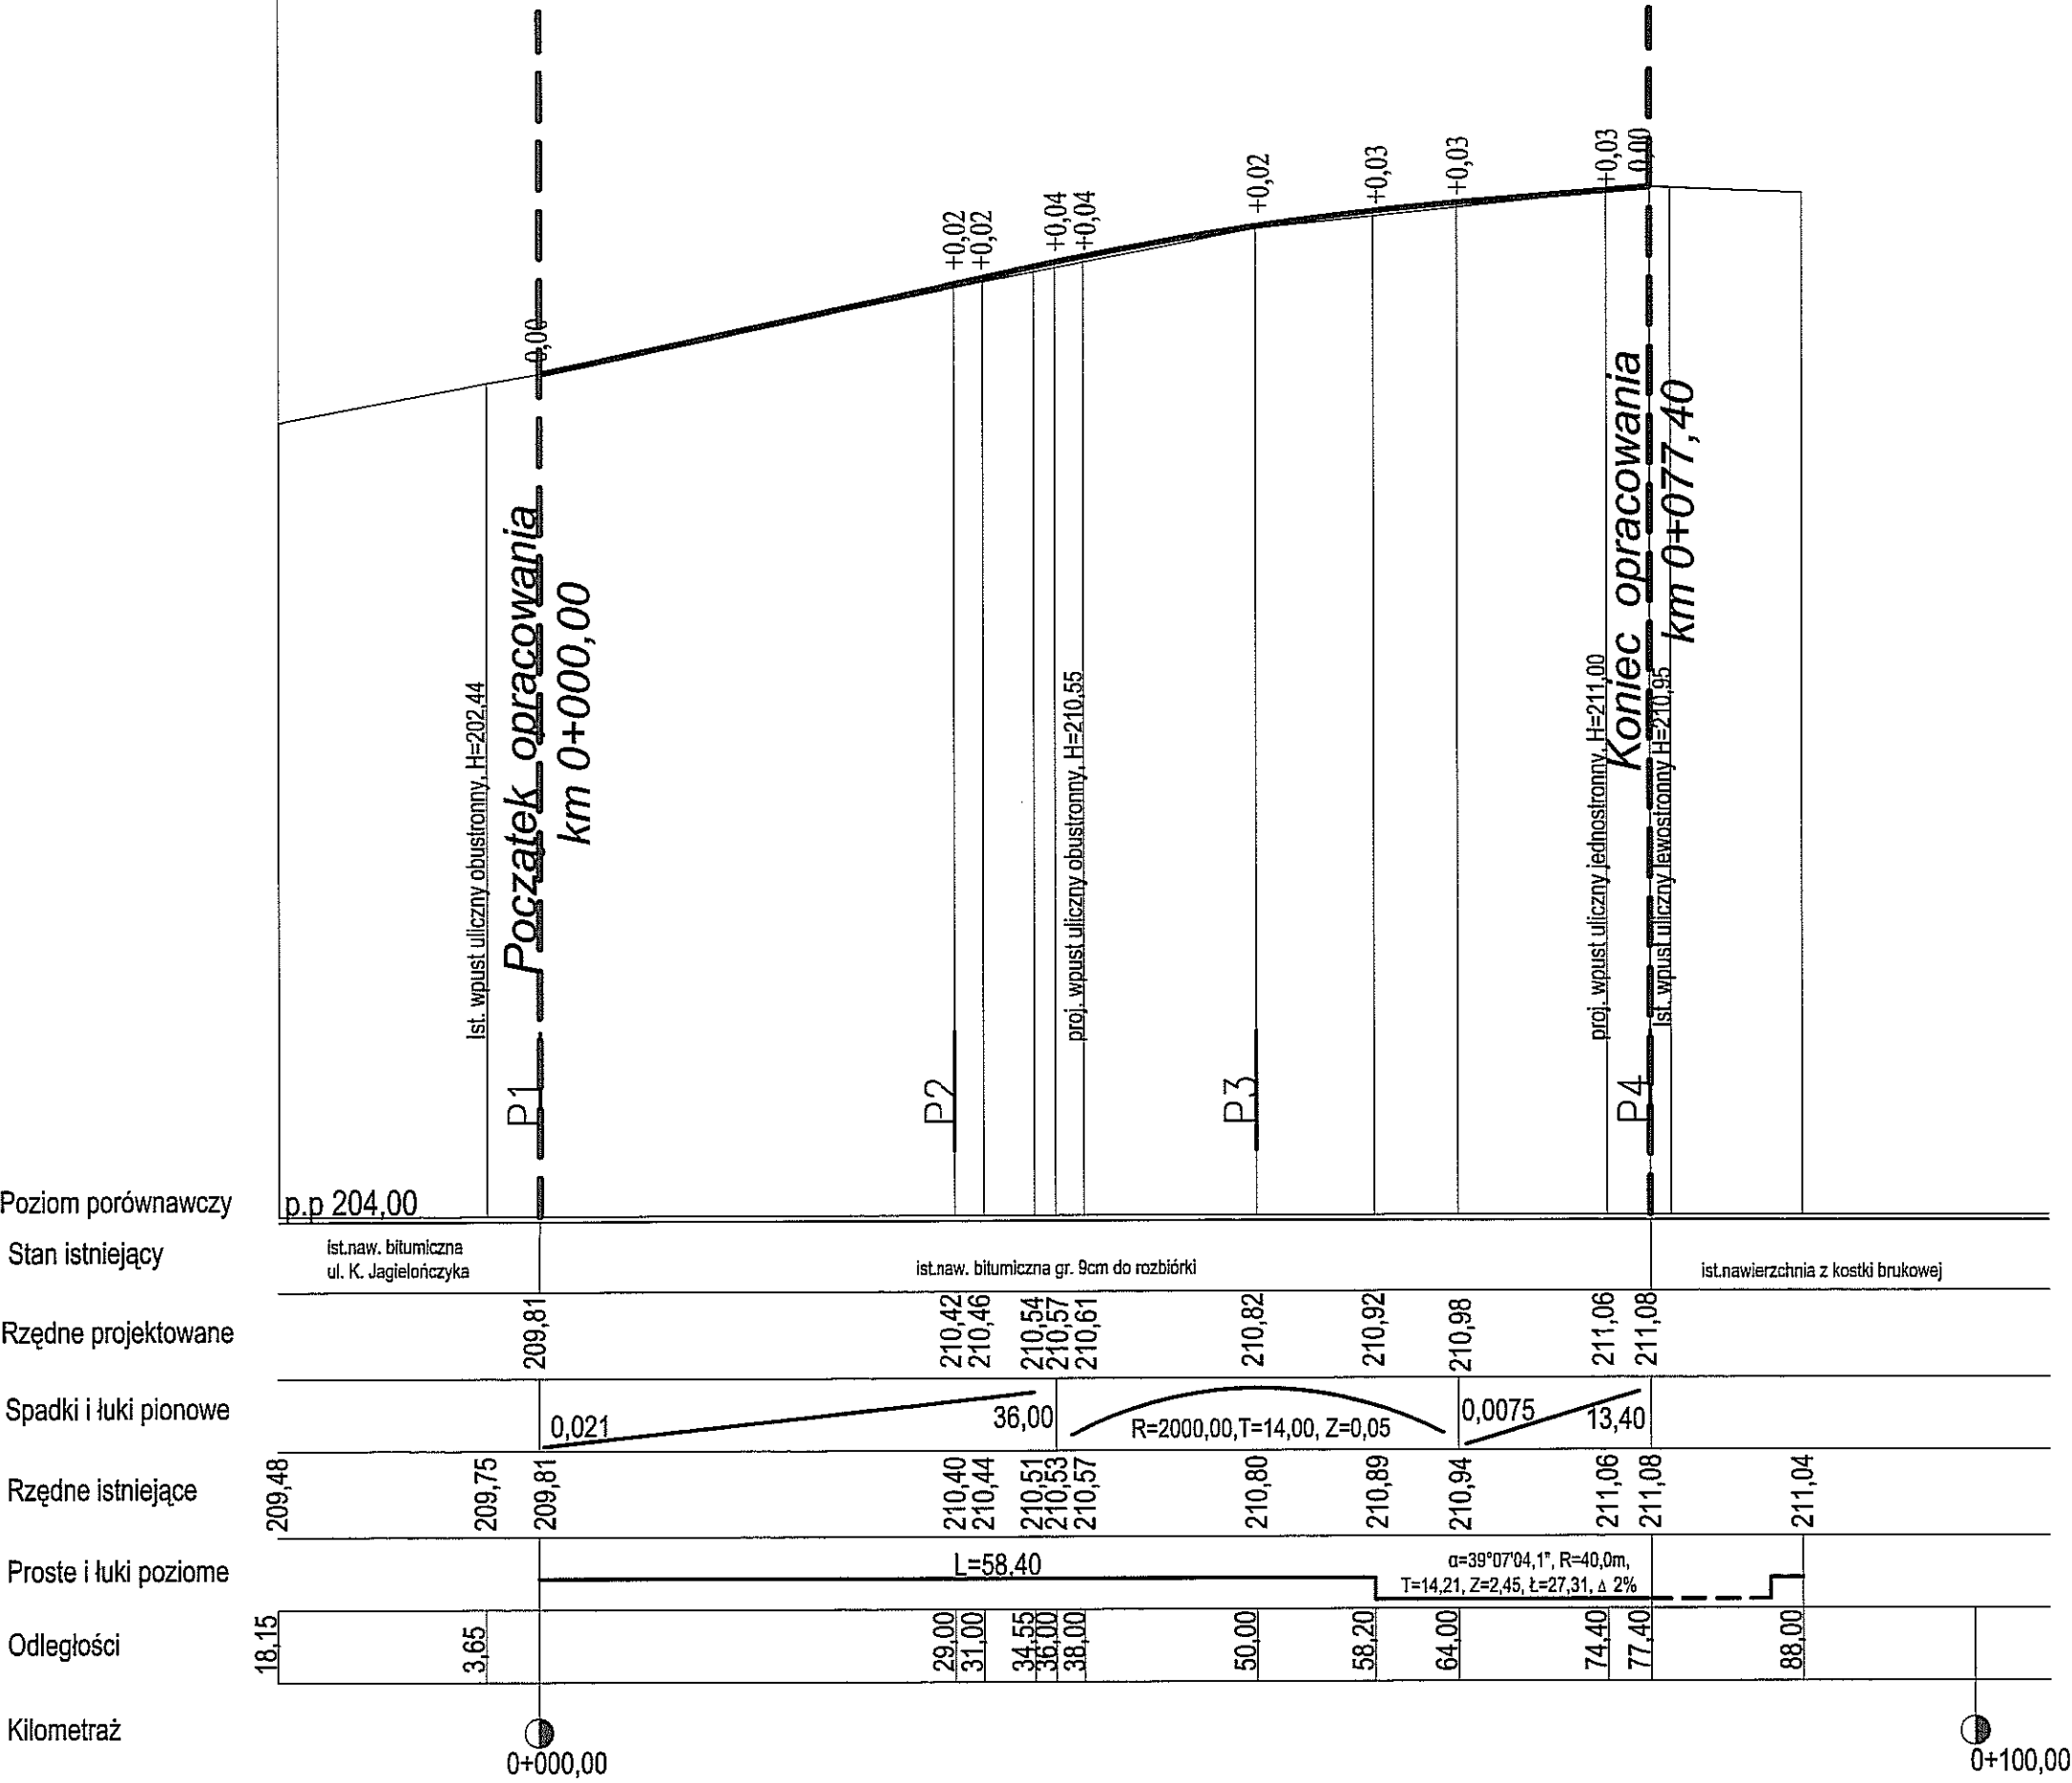 +0,03
0,00
+0,02
+0,03
+0,03
+0,04
+0,04
+0,02
+0,02
0,00
Początek opracowania
km 0+000,00
Koniec opracowania
km 0+077,40
Ist. wpust uliczny obustronny, H=202,44
proj. wpust uliczny obustronny, H=210,55
proj. wpust uliczny jednostronny, H=211,00
Ist. wpust uliczny lewostronny H=210,95
P1
P2
P3
P4
Poziom porównawczy
p.p 204,00
Stan istniejący
ist.naw. bitumiczna
ul. K. Jagielończyka
ist.naw. bitumiczna gr. 9cm do rozbiórki
ist.nawierzchnia z kostki brukowej
Rzędne projektowane
209,81
210,42
210,46
210,54
210,57
210,61
210,82
210,92
210,98
211,06
211,08
Spadki i łuki pionowe
0,021
36,00
R=2000,00,T=14,00, Z=0,05
0,0075
13,40
Rzędne istniejące
209,48
209,75
209,81
210,40
210,44
210,51
210,53
210,57
210,80
210,89
210,94
211,06
211,08
211,04
Proste i łuki poziome
L=58,40
α=39°07'04,1", R=40,0m,
T=14,21, Z=2,45, Ł=27,31, Δ 2%
Odległości
18,15
3,65
29,00
31,00
34,55
36,00
38,00
50,00
58,20
64,00
74,40
77,40
88,00
Kilometraż
0+000,00
0+100,00